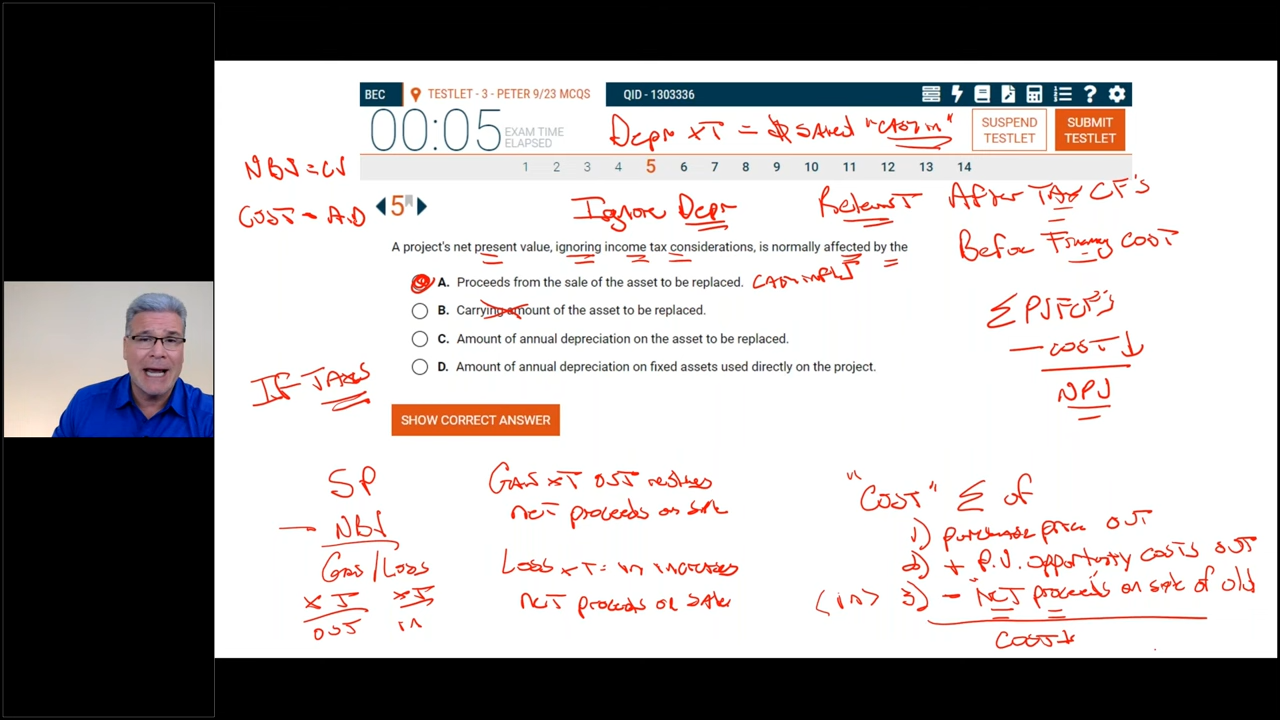 BEC TESTLET - 3 - PETER 9/23 MCQS QID - 1303336
00:05 EXAM TIME ELAPSED
Depr x T = $ saved "cash in"
SUSPEND TESTLET
SUBMIT TESTLET
1 2 3 4 5 6 7 8 9 10 11 12 13 14
NBV = CV
COST - A.D
5
Ignore Depr
Relevant
After Tax CF's
Before Financing COST
A project's net present value, ignoring income tax considerations, is normally affected by the
A. Proceeds from the sale of the asset to be replaced.
cash inflow
B. Carrying amount of the asset to be replaced.
C. Amount of annual depreciation on the asset to be replaced.
D. Amount of annual depreciation on fixed assets used directly on the project.
Σ PVFCF's
- COST ↓
NPV
If Taxes
SHOW CORRECT ANSWER
SP
- NBV
Gain/Loss
x T x T
out in
Gain x T out reduces
net proceeds on sale
Loss x T = in increases
net proceeds on sale
"COST" Σ of
1) purchase price out
2) + P.V. opportunity costs out
<in> 3) - "NET proceeds" on sale of old
COST ↓